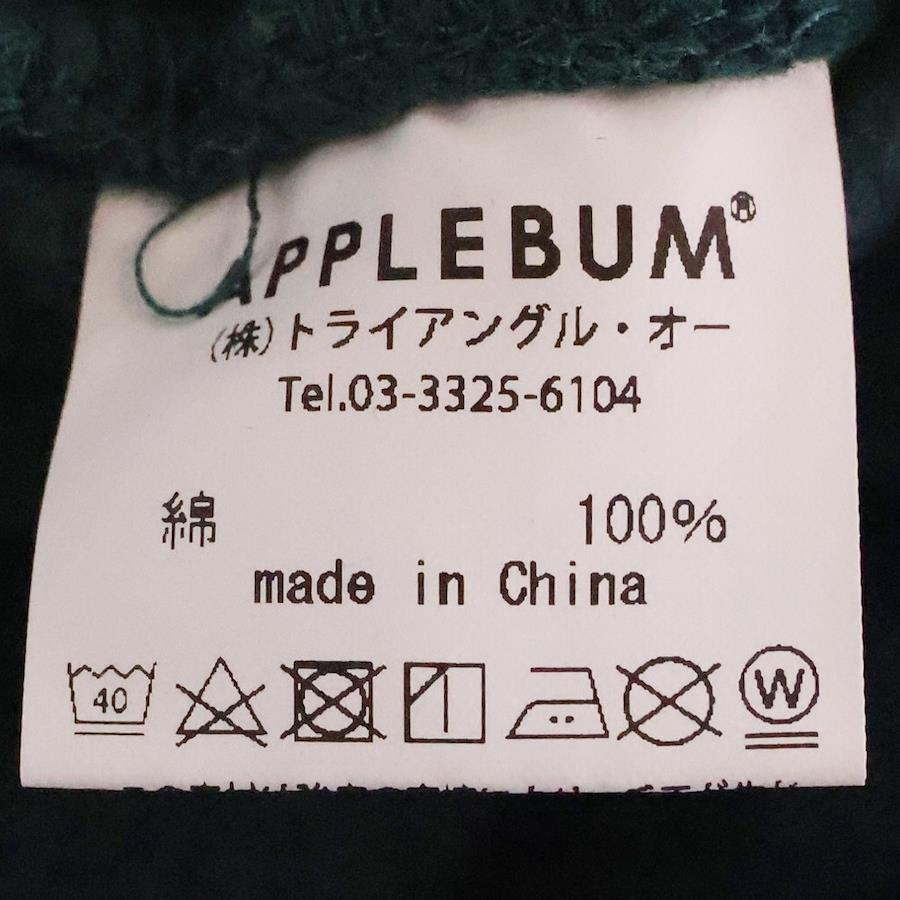 APPLEBUM®
(株)トライアングル・オー
Tel.03-3325-6104
綿 100%
made in China
40
W